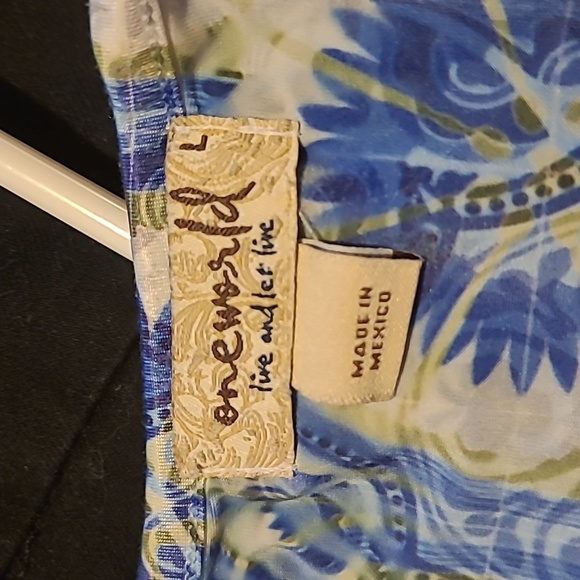 oneworld
live and let live
L
MADE IN
MEXICO